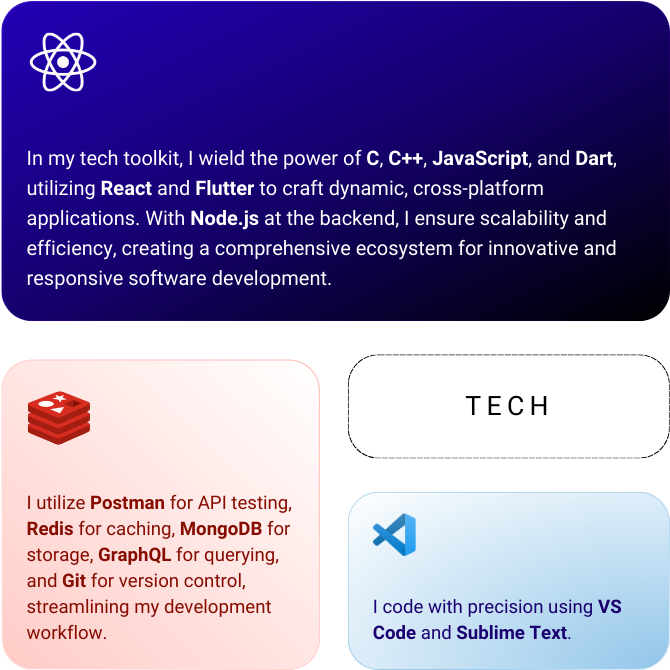 In my tech toolkit, I wield the power of C, C++, JavaScript, and Dart,
utilizing React and Flutter to craft dynamic, cross-platform
applications. With Node.js at the backend, I ensure scalability and
efficiency, creating a comprehensive ecosystem for innovative and
responsive software development.
TECH
I utilize Postman for API testing,
Redis for caching, MongoDB for
storage, GraphQL for querying,
and Git for version control,
streamlining my development
workflow.
I code with precision using VS
Code and Sublime Text.